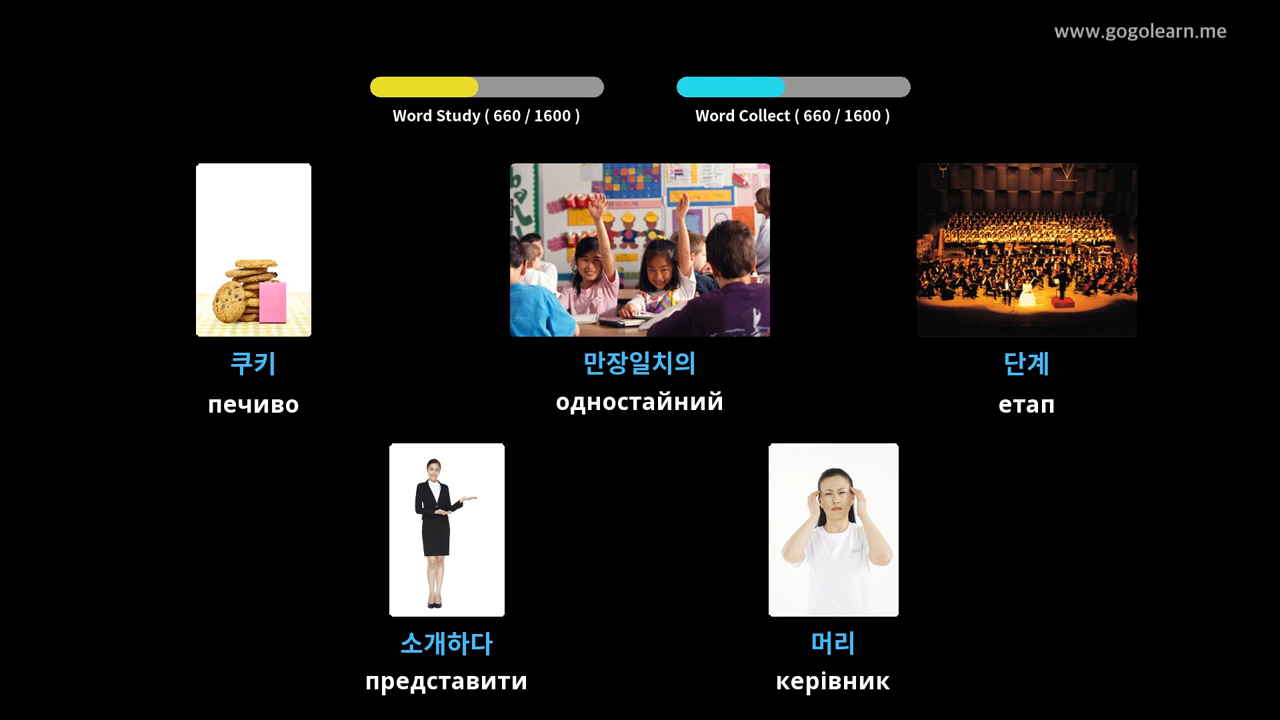 www.gogolearn.me
Word Study ( 660 / 1600 )
Word Collect ( 660 / 1600 )
쿠키
만장일치의
단계
печиво
одностайний
етап
소개하다
머리
представити
керівник